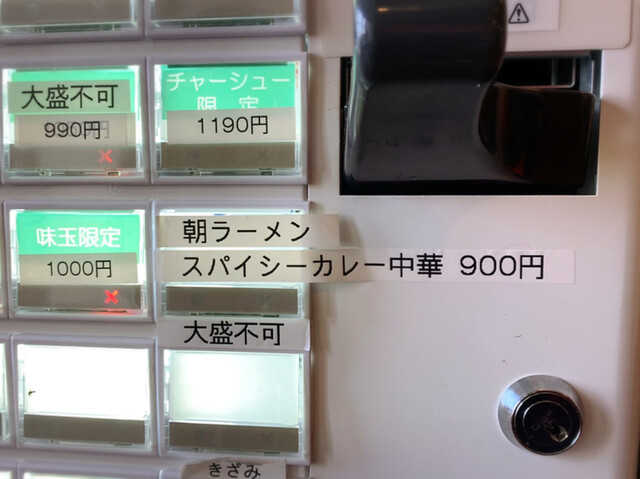 大盛不可
990円
チャーシュー
限定
1190円
味玉限定
1000円
朝ラーメン
スパイシーカレー中華 900円
大盛不可
きざみ